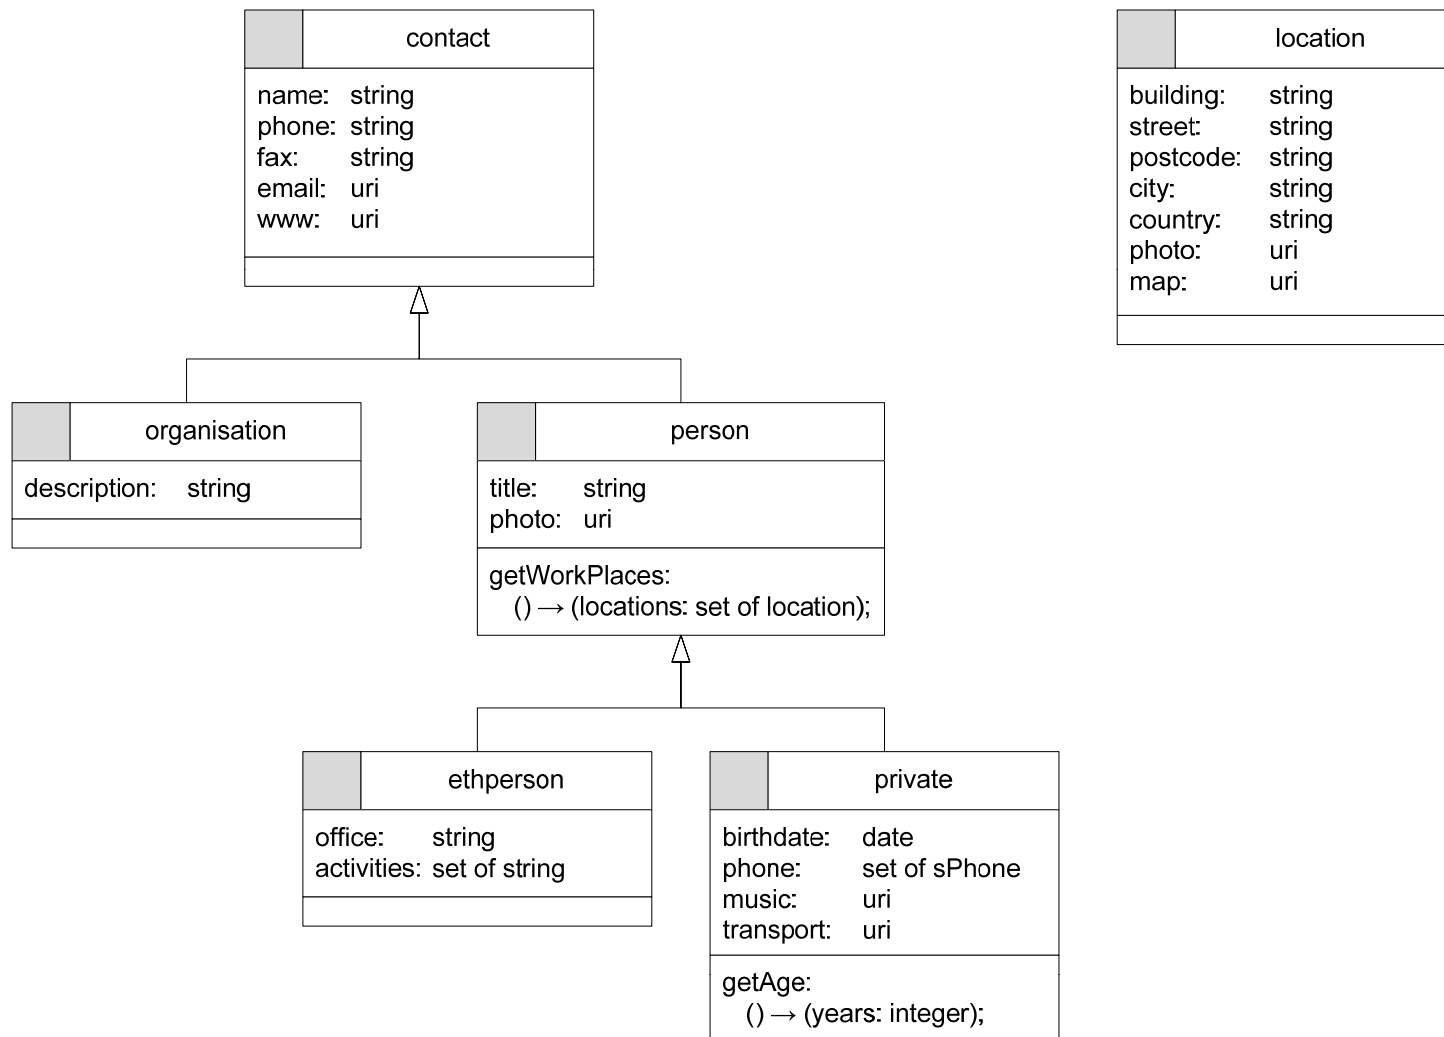 contact
name: string
phone: string
fax: string
email: uri
www: uri
location
building: string
street: string
postcode: string
city: string
country: string
photo: uri
map: uri
organisation
description: string
person
title: string
photo: uri
getWorkPlaces:
() → (locations: set of location);
ethperson
office: string
activities: set of string
private
birthdate: date
phone: set of sPhone
music: uri
transport: uri
getAge:
() → (years: integer);